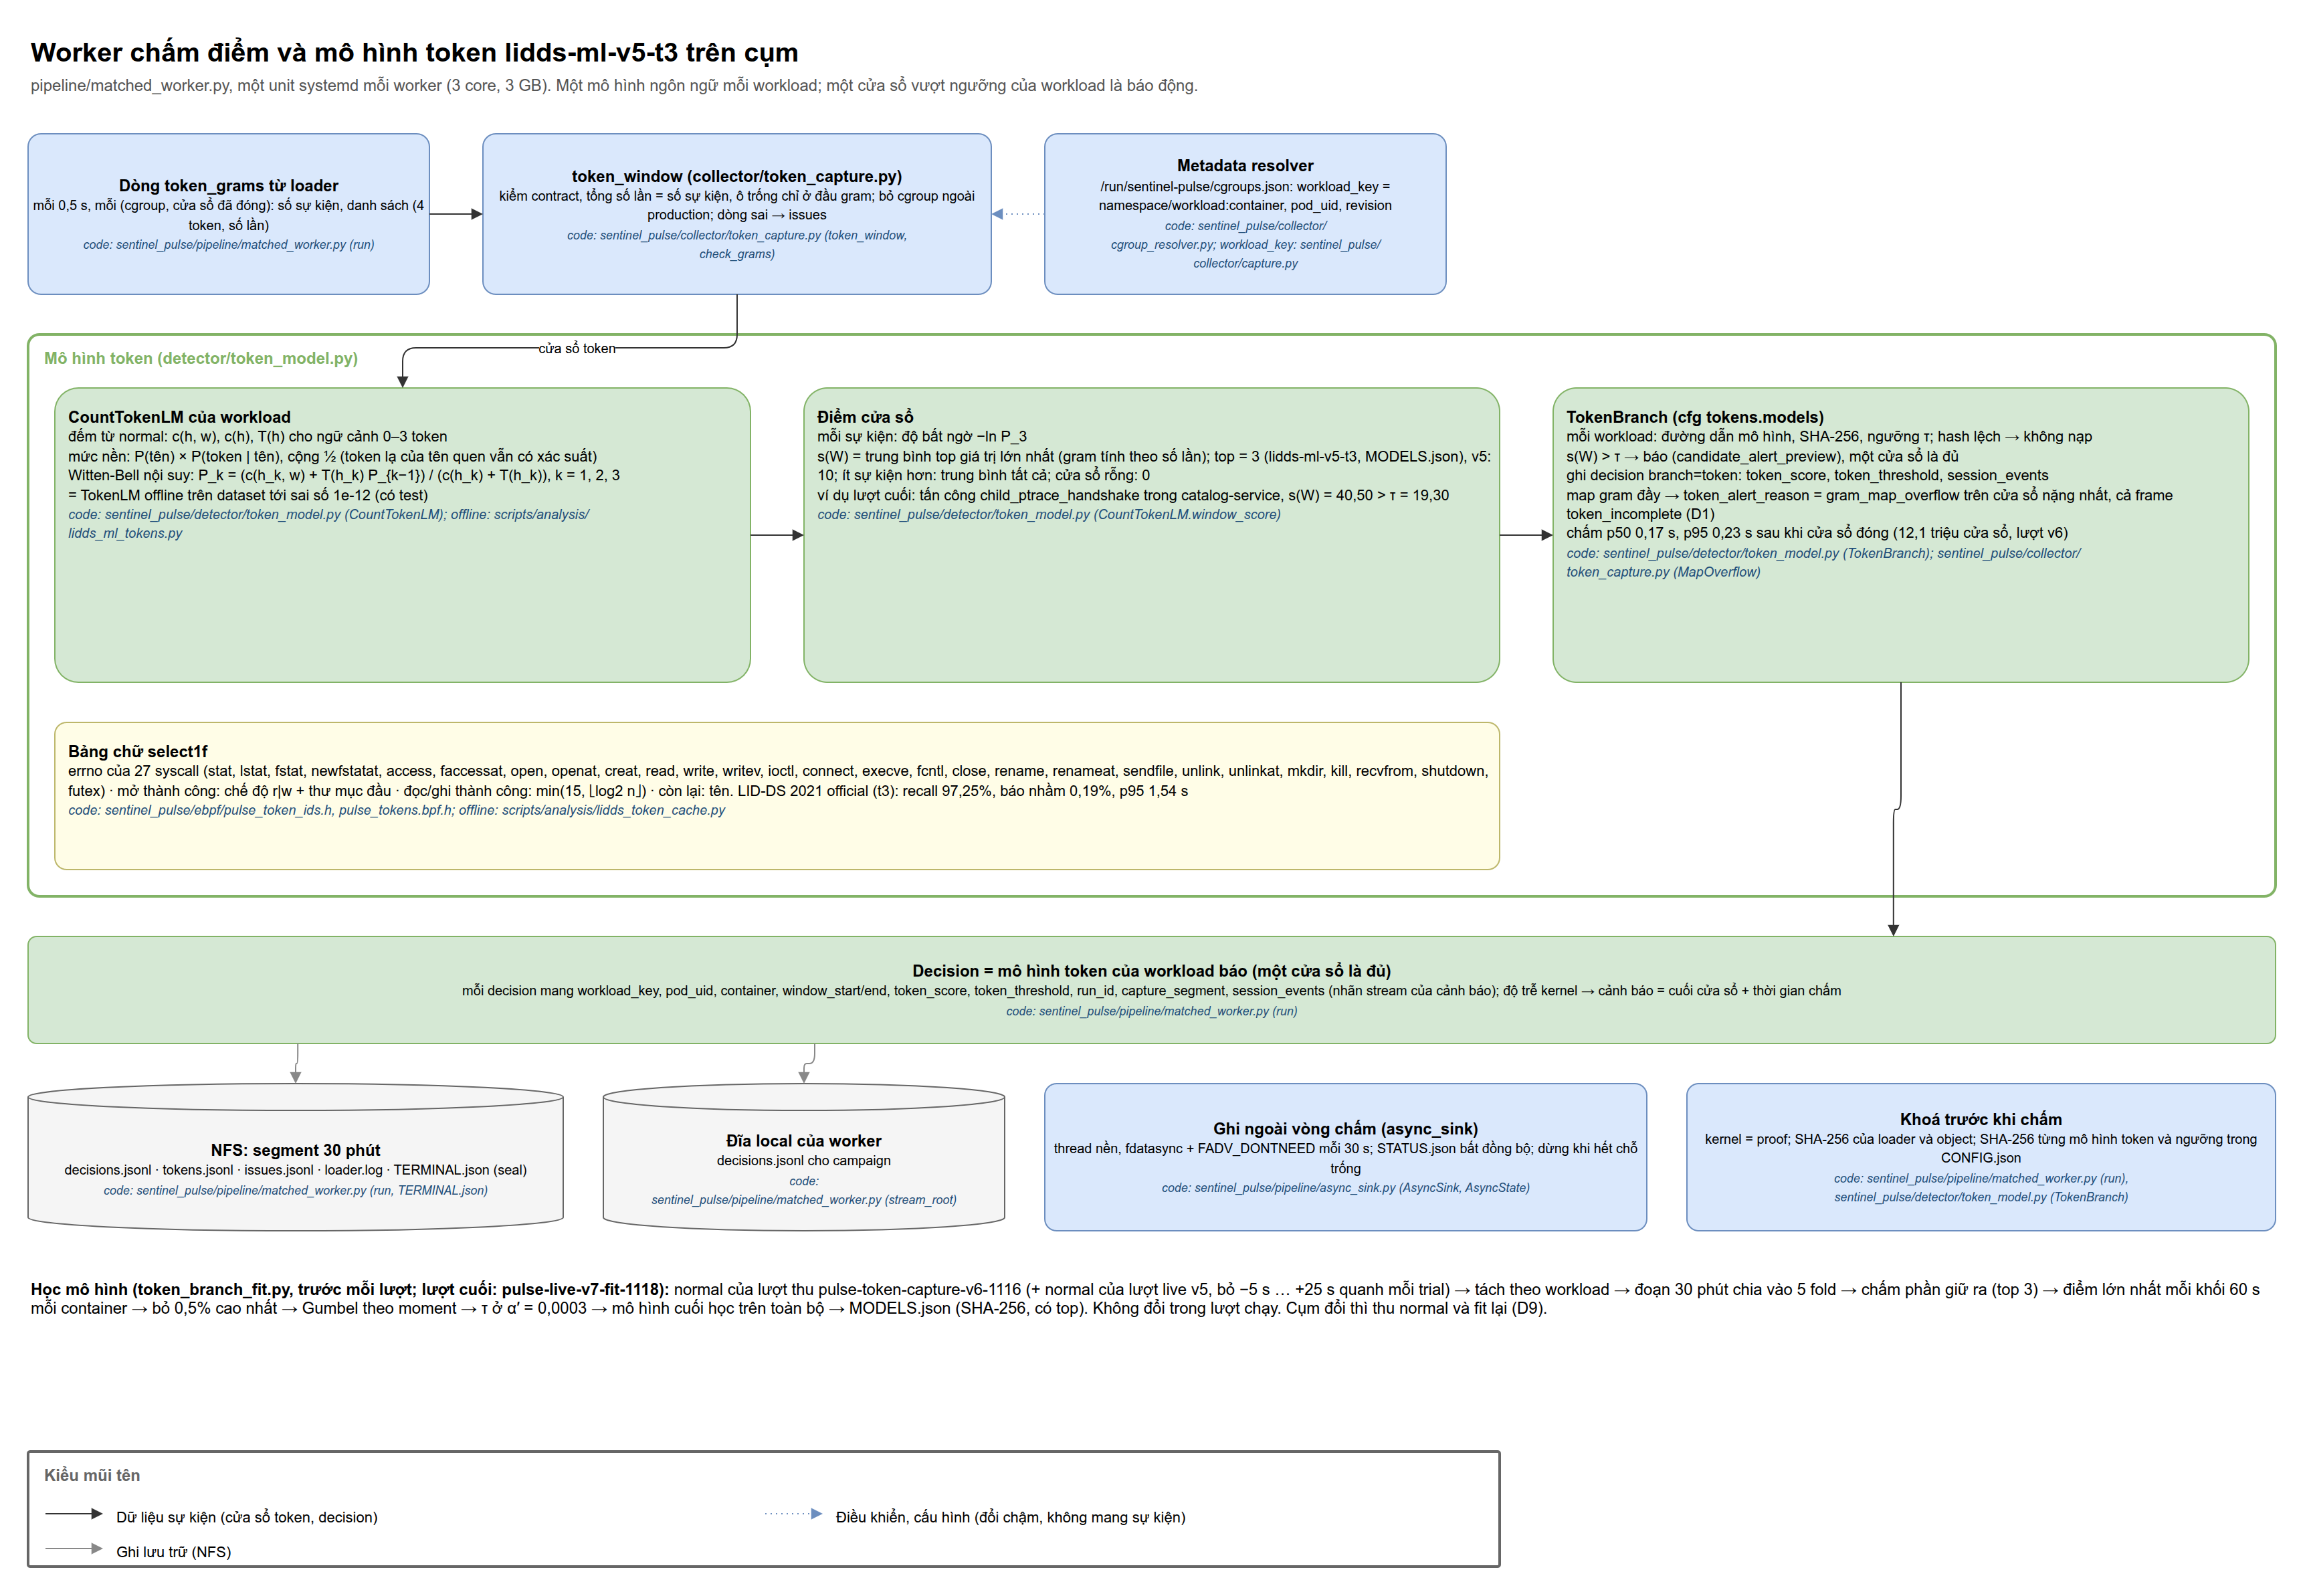 Worker chấm điểm và mô hình token lidds-ml-v5-t3 trên cụm
pipeline/matched_worker.py, một unit systemd mỗi worker (3 core, 3 GB). Một mô hình ngôn ngữ mỗi workload; một cửa sổ vượt ngưỡng của workload là báo động.
Dòng token_grams từ loader
mỗi 0,5 s, mỗi (cgroup, cửa sổ đã đóng): số sự kiện, danh sách (4
token, số lần)
code: sentinel_pulse/pipeline/matched_worker.py (run)
token_window (collector/token_capture.py)
kiểm contract, tổng số lần = số sự kiện, ô trống chỉ ở đầu gram; bỏ cgroup ngoài
production; dòng sai → issues
code: sentinel_pulse/collector/token_capture.py (token_window,
check_grams)
Metadata resolver
/run/sentinel-pulse/cgroups.json: workload_key =
namespace/workload:container, pod_uid, revision
code: sentinel_pulse/collector/
cgroup_resolver.py; workload_key: sentinel_pulse/
collector/capture.py
cửa sổ token
Mô hình token (detector/token_model.py)
CountTokenLM của workload
đếm từ normal: c(h, w), c(h), T(h) cho ngữ cảnh 0–3 token
mức nền: P(tên) × P(token | tên), cộng ½ (token lạ của tên quen vẫn có xác suất)
Witten-Bell nội suy: P_k = (c(h_k, w) + T(h_k) P_{k−1}) / (c(h_k) + T(h_k)), k = 1, 2, 3
= TokenLM offline trên dataset tới sai số 1e-12 (có test)
code: sentinel_pulse/detector/token_model.py (CountTokenLM); offline: scripts/analysis/
lidds_ml_tokens.py
Điểm cửa sổ
mỗi sự kiện: độ bất ngờ −ln P_3
s(W) = trung bình top giá trị lớn nhất (gram tính theo số lần); top = 3 (lidds-ml-v5-t3, MODELS.json), v5:
10; ít sự kiện hơn: trung bình tất cả; cửa sổ rỗng: 0
ví dụ lượt cuối: tấn công child_ptrace_handshake trong catalog-service, s(W) = 40,50 > τ = 19,30
code: sentinel_pulse/detector/token_model.py (CountTokenLM.window_score)
TokenBranch (cfg tokens.models)
mỗi workload: đường dẫn mô hình, SHA-256, ngưỡng τ; hash lệch → không nạp
s(W) > τ → báo (candidate_alert_preview), một cửa sổ là đủ
ghi decision branch=token: token_score, token_threshold, session_events
map gram đầy → token_alert_reason = gram_map_overflow trên cửa sổ nặng nhất, cả frame
token_incomplete (D1)
chấm p50 0,17 s, p95 0,23 s sau khi cửa sổ đóng (12,1 triệu cửa sổ, lượt v6)
code: sentinel_pulse/detector/token_model.py (TokenBranch); sentinel_pulse/collector/
token_capture.py (MapOverflow)
Bảng chữ select1f
errno của 27 syscall (stat, lstat, fstat, newfstatat, access, faccessat, open, openat, creat, read, write, writev, ioctl, connect, execve, fcntl, close, rename, renameat, sendfile, unlink, unlinkat, mkdir, kill, recvfrom, shutdown,
futex) · mở thành công: chế độ r|w + thư mục đầu · đọc/ghi thành công: min(15, ⌊log2 n⌋) · còn lại: tên. LID-DS 2021 official (t3): recall 97,25%, báo nhầm 0,19%, p95 1,54 s
code: sentinel_pulse/ebpf/pulse_token_ids.h, pulse_tokens.bpf.h; offline: scripts/analysis/lidds_token_cache.py
Decision = mô hình token của workload báo (một cửa sổ là đủ)
mỗi decision mang workload_key, pod_uid, container, window_start/end, token_score, token_threshold, run_id, capture_segment, session_events (nhãn stream của cảnh báo); độ trễ kernel → cảnh báo = cuối cửa sổ + thời gian chấm
code: sentinel_pulse/pipeline/matched_worker.py (run)
NFS: segment 30 phút
decisions.jsonl · tokens.jsonl · issues.jsonl · loader.log · TERMINAL.json (seal)
code: sentinel_pulse/pipeline/matched_worker.py (run, TERMINAL.json)
Đĩa local của worker
decisions.jsonl cho campaign
code:
sentinel_pulse/pipeline/matched_worker.py (stream_root)
Ghi ngoài vòng chấm (async_sink)
thread nền, fdatasync + FADV_DONTNEED mỗi 30 s; STATUS.json bất đồng bộ; dừng khi hết chỗ
trống
code: sentinel_pulse/pipeline/async_sink.py (AsyncSink, AsyncState)
Khoá trước khi chấm
kernel = proof; SHA-256 của loader và object; SHA-256 từng mô hình token và ngưỡng trong
CONFIG.json
code: sentinel_pulse/pipeline/matched_worker.py (run),
sentinel_pulse/detector/token_model.py (TokenBranch)
Học mô hình (token_branch_fit.py, trước mỗi lượt; lượt cuối: pulse-live-v7-fit-1118): normal của lượt thu pulse-token-capture-v6-1116 (+ normal của lượt live v5, bỏ −5 s … +25 s quanh mỗi trial) → tách theo workload → đoạn 30 phút chia vào 5 fold → chấm phần giữ ra (top 3) → điểm lớn nhất mỗi khối 60 s
mỗi container → bỏ 0,5% cao nhất → Gumbel theo moment → τ ở α′ = 0,0003 → mô hình cuối học trên toàn bộ → MODELS.json (SHA-256, có top). Không đổi trong lượt chạy. Cụm đổi thì thu normal và fit lại (D9).
Kiểu mũi tên
Dữ liệu sự kiện (cửa sổ token, decision)
Điều khiển, cấu hình (đổi chậm, không mang sự kiện)
Ghi lưu trữ (NFS)